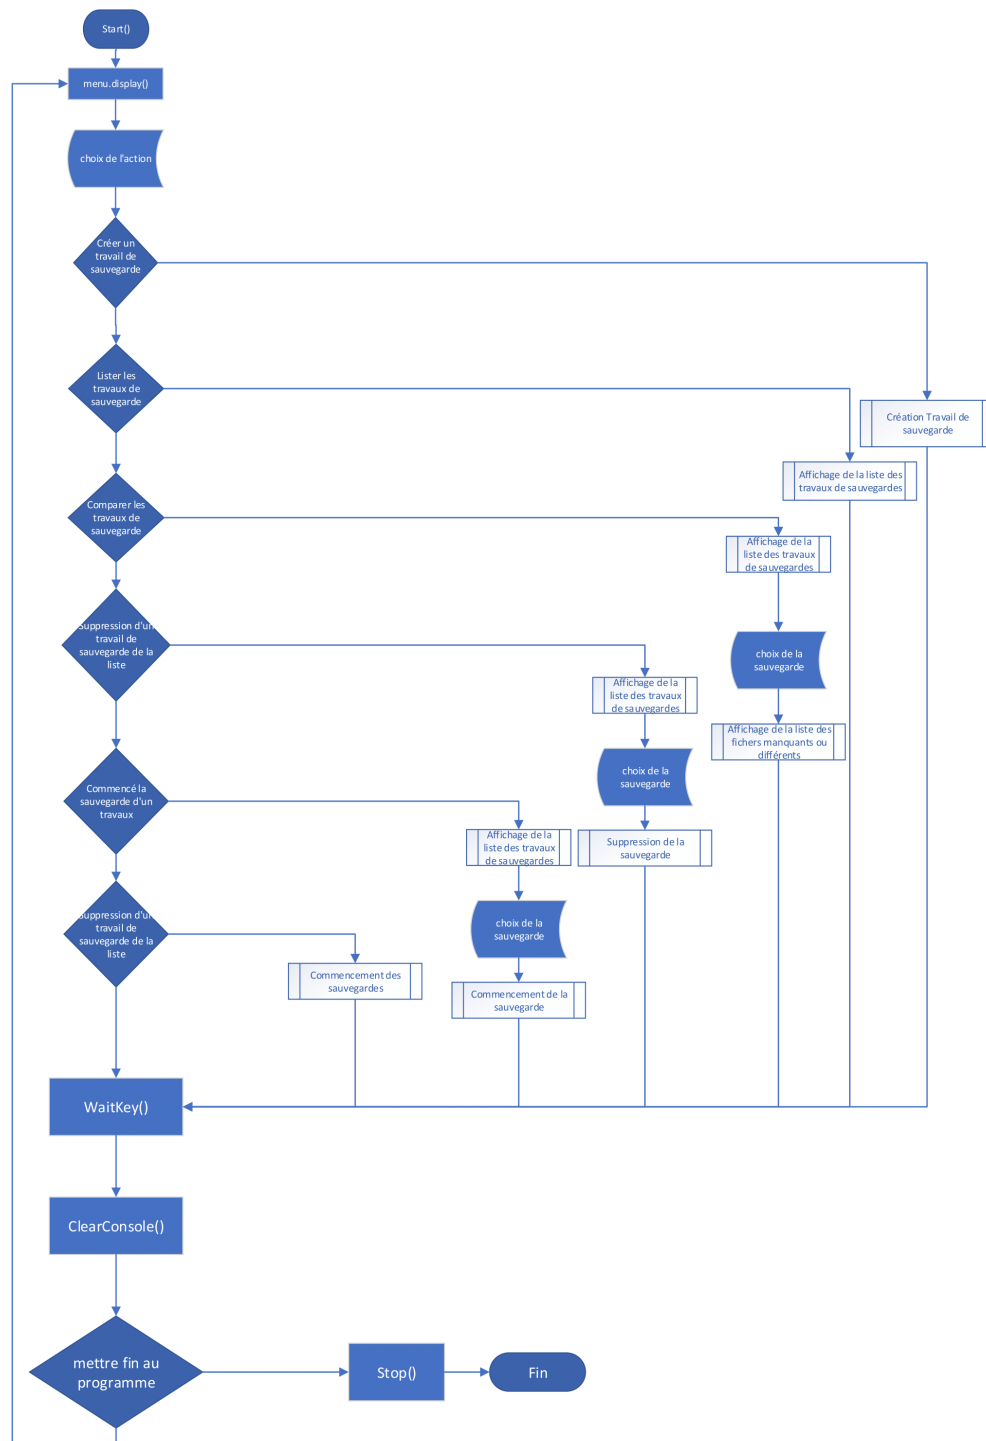 Start()
menu.display()
choix de l'action
Créer un
travail de
sauvegarde
Lister les
travaux de
sauvegarde
Création Travail de
sauvegarde
Affichage de la liste des
travaux de sauvegardes
Comparer les
travaux de
sauvegarde
Affichage de la
liste des travaux
de sauvegardes
Suppression d'un
travail de
sauvegarde de la
liste
choix de la
sauvegarde
Affichage de la
liste des travaux
de sauvegardes
Affichage de la liste des
fichers manquants ou
différents
choix de la
sauvegarde
Commencé la
sauvegarde d'un
travaux
Affichage de la
liste des travaux
de sauvegardes
Suppression de la
sauvegarde
Suppression d'un
travail de
sauvegarde de la
liste
choix de la
sauvegarde
Commencement des
sauvegardes
Commencement de la
sauvegarde
WaitKey()
ClearConsole()
mettre fin au
programme
Stop()
Fin